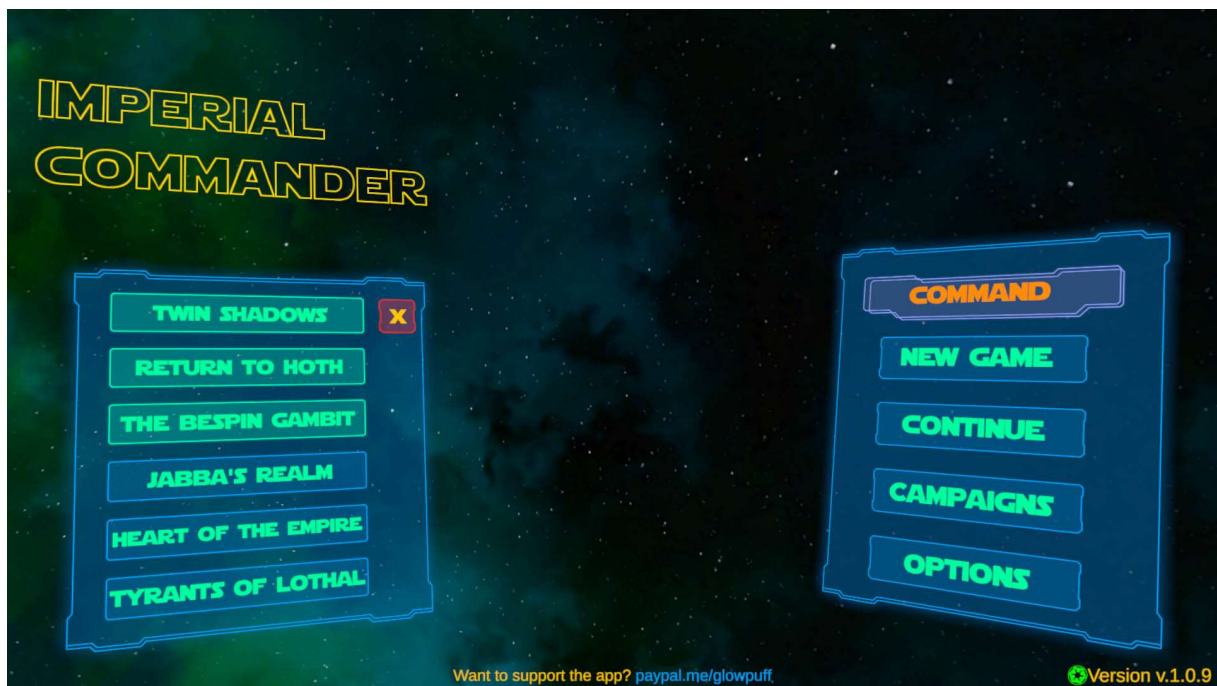 IMPERIAL
COMMANDER
TWIN SHADOWS
X
RETURN TO HOTH
THE BESPIN GAMBIT
JABBA'S REALM
HEART OF THE EMPIRE
TYRANTS OF LOTHAL
COMMAND
NEW GAME
CONTINUE
CAMPAIGNS
OPTIONS
Want to support the app? paypal.me/glowpuff
Version v.1.0.9